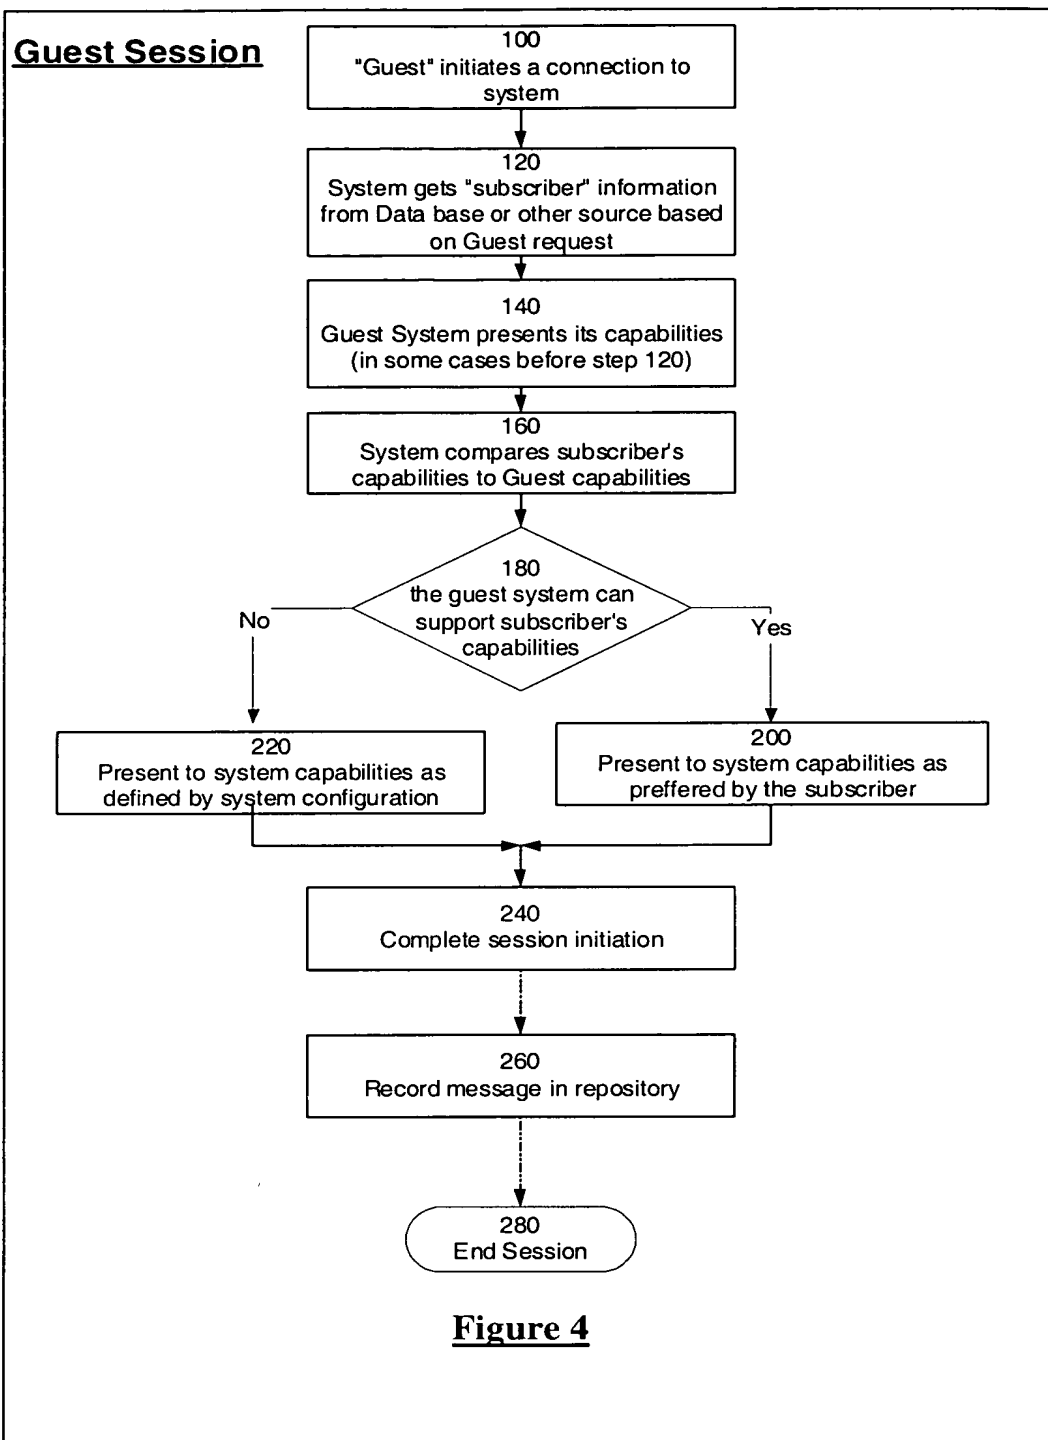 Guest Session
100
"Guest" initiates a connection to
system
120
System gets "subscriber" information
from Data base or other source based
on Guest request
140
Guest System presents its capabilities
(in some cases before step 120)
160
System compares subscriber's
capabilities to Guest capabilities
180
the guest system can
support subscriber's
capabilities
No
Yes
220
Present to system capabilities as
defined by system configuration
200
Present to system capabilities as
preffered by the subscriber
240
Complete session initiation
260
Record message in repository
280
End Session
Figure 4